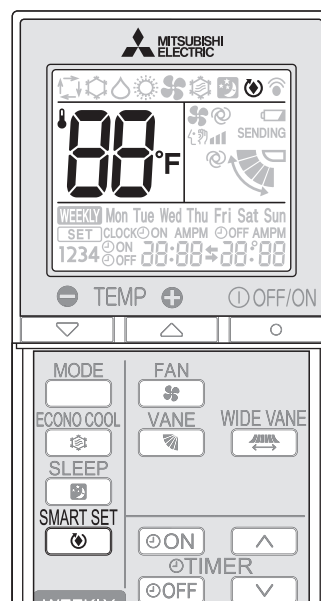 MITSUBISHI
ELECTRIC
SENDING
88°F
WEEKLY Mon Tue Wed Thu Fri Sat Sun
SET CLOCK ON AMPM OFF AMPM
1234 ON OFF 88:88 38:88
TEMP OFF/ON
MODE FAN
ECONO COOL VANE WIDE VANE
SLEEP
SMART SET
ON
TIMER
OFF
WEEKLY